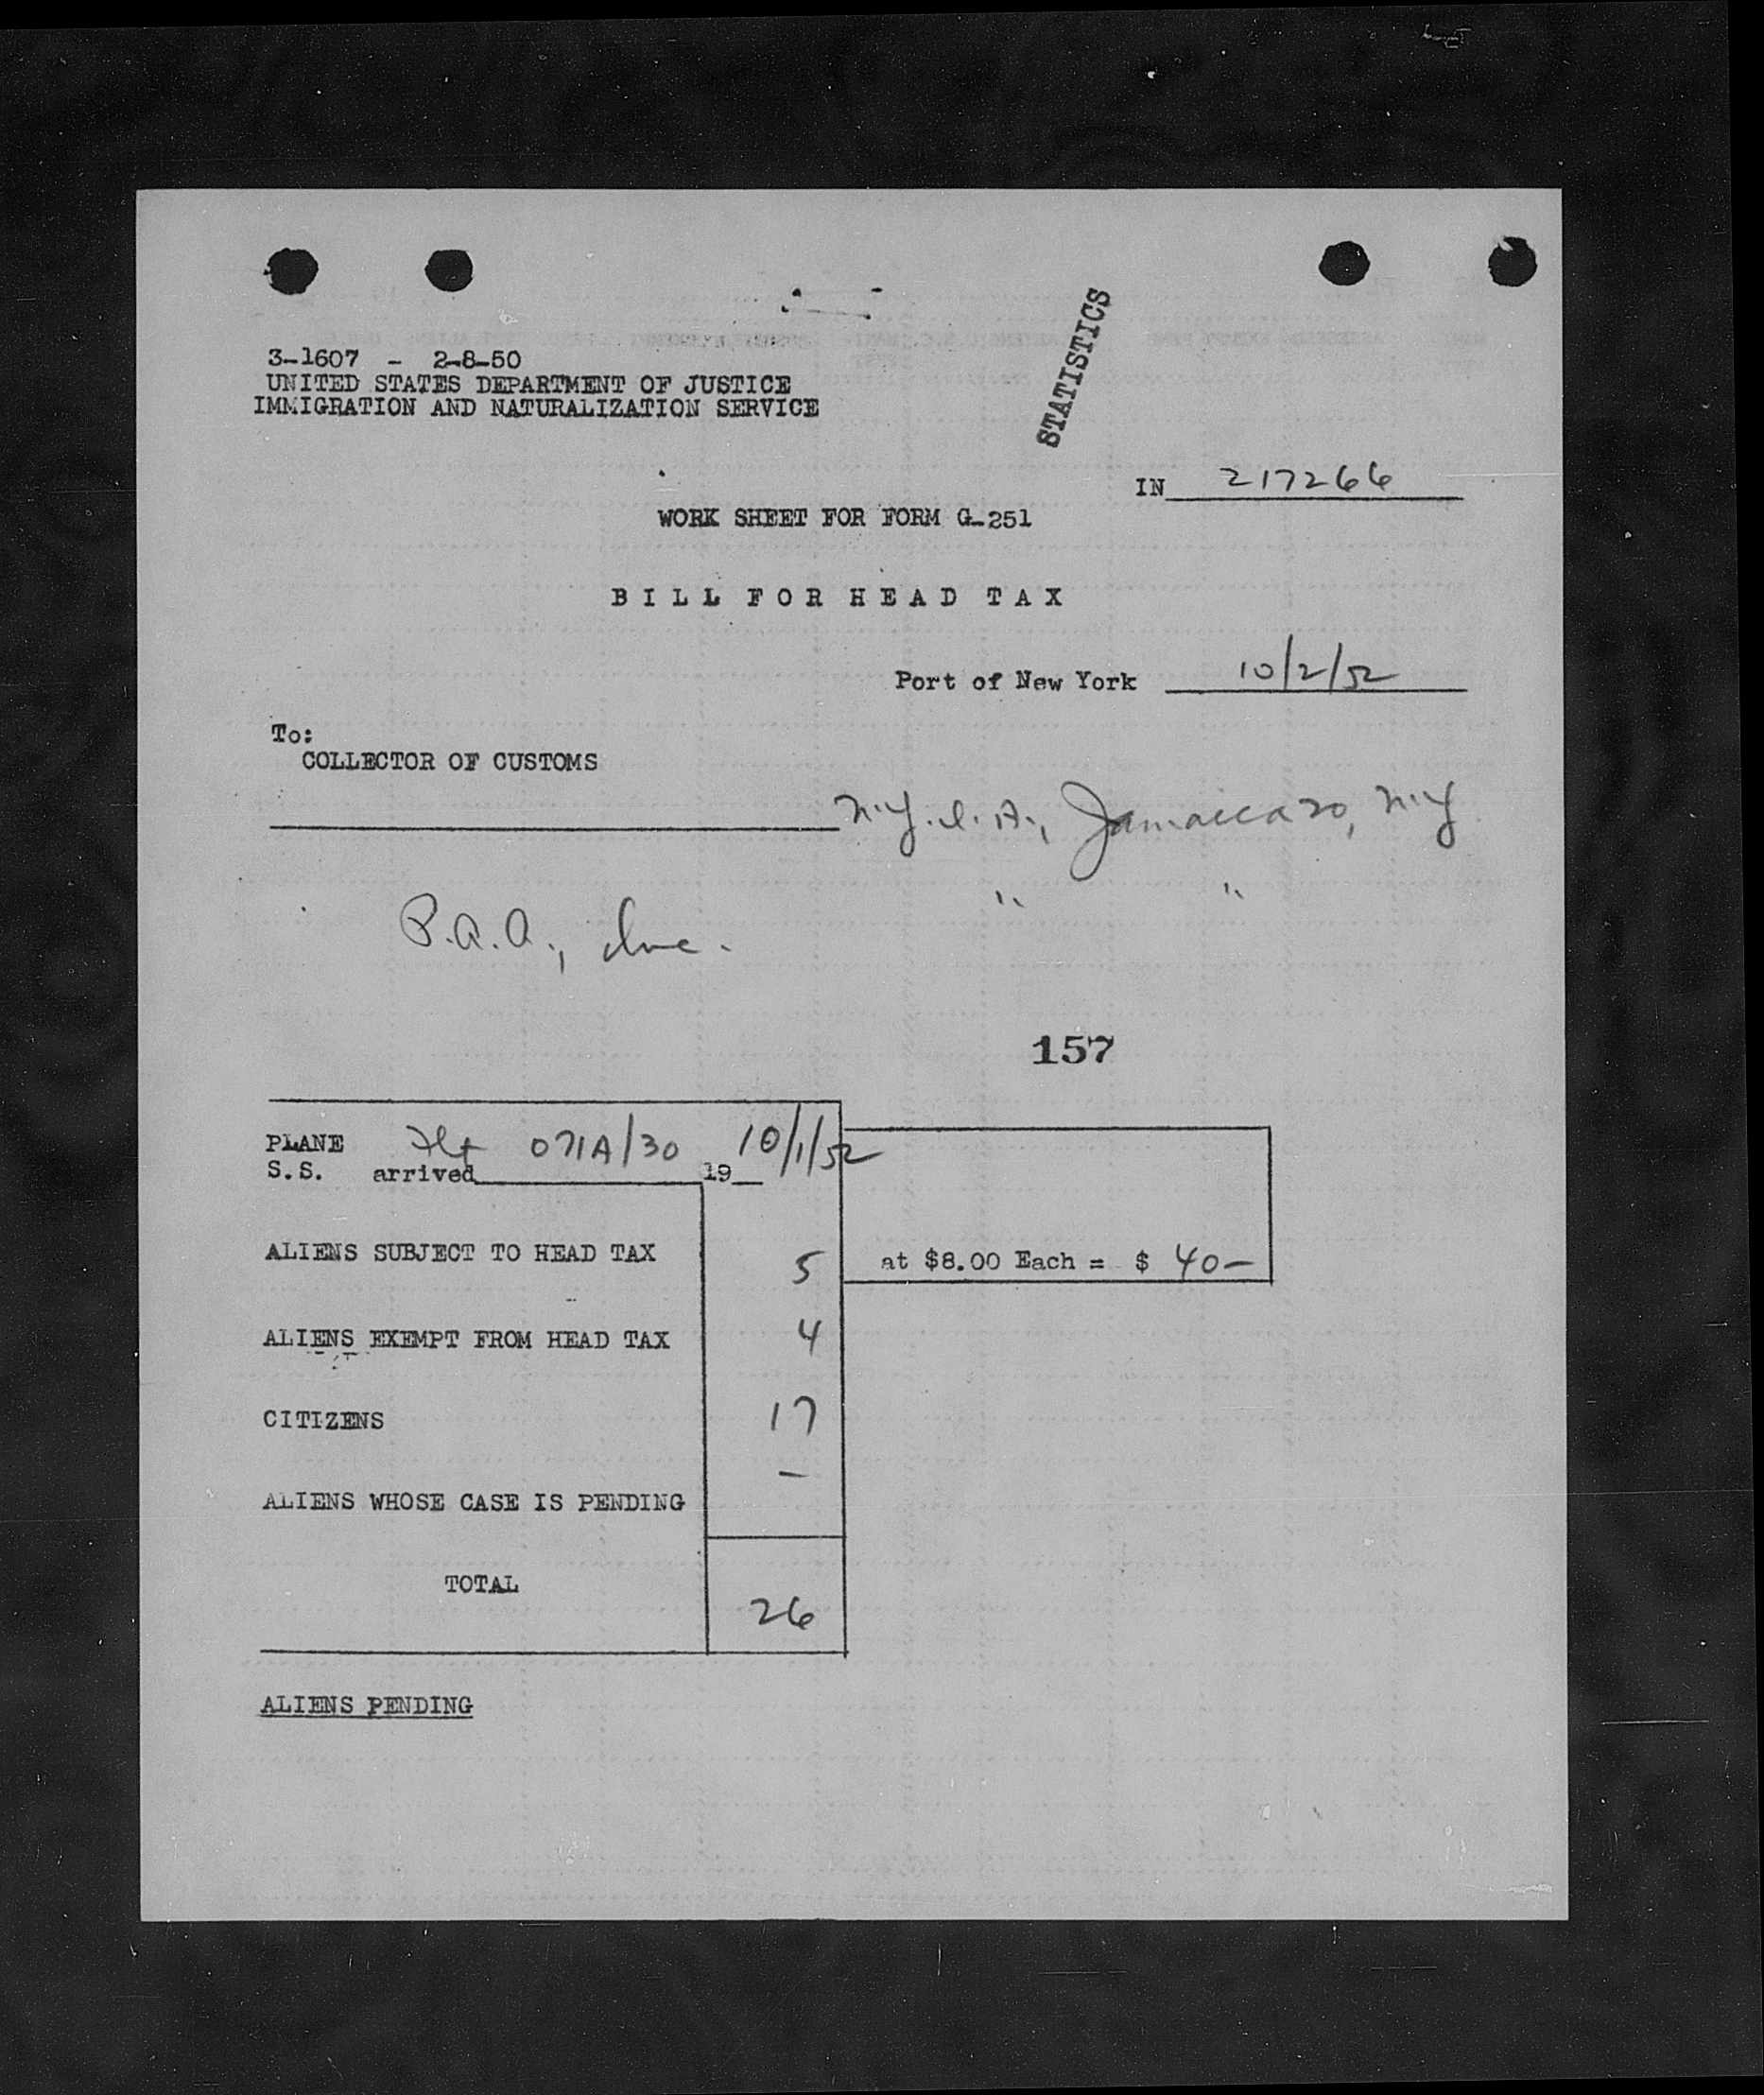 STATISTICS
3-1607 - 2-8-50
UNITED STATES DEPARTMENT OF JUSTICE
IMMIGRATION AND NATURALIZATION SERVICE
IN 217266
WORK SHEET FOR FORM G-251
BILL FOR HEAD TAX
Port of New York 10/2/52
To:
COLLECTOR OF CUSTOMS
N.Y.I.A., Jamaica 30, N.Y.
" "
P.A.A., Inc.
157
PLANE Flt 071A/30 10/1/52
S.S. arrived 19
ALIENS SUBJECT TO HEAD TAX 5 at $8.00 Each = $ 40-
ALIENS EXEMPT FROM HEAD TAX 4
CITIZENS 17
ALIENS WHOSE CASE IS PENDING -
TOTAL 26
ALIENS PENDING